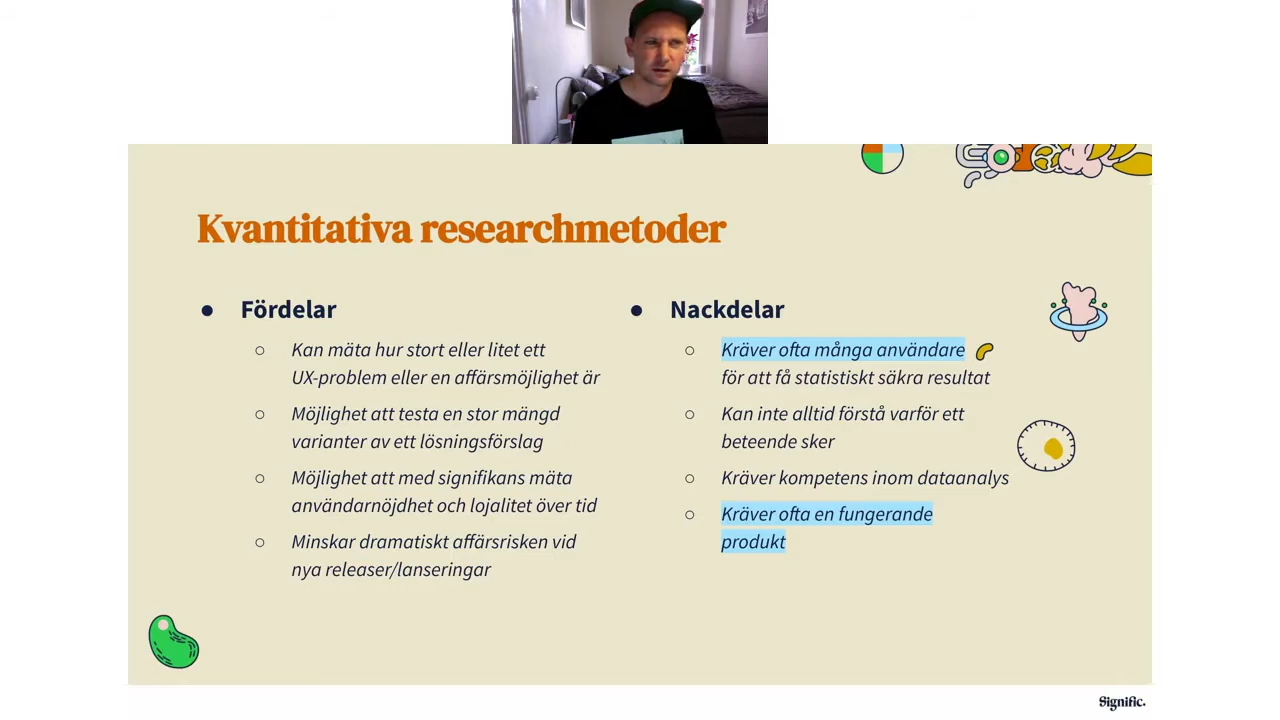 Kvantitativa researchmetoder
Fördelar
Kan mäta hur stort eller litet ett
UX-problem eller en affärsmöjlighet är
Möjlighet att testa en stor mängd
varianter av ett lösningsförslag
Möjlighet att med signifikans mäta
användarnöjdhet och lojalitet över tid
Minskar dramatiskt affärsrisken vid
nya releaser/lanseringar
Nackdelar
Kräver ofta många användare
för att få statistiskt säkra resultat
Kan inte alltid förstå varför ett
beteende sker
Kräver kompetens inom dataanalys
Kräver ofta en fungerande
produkt
Signific.